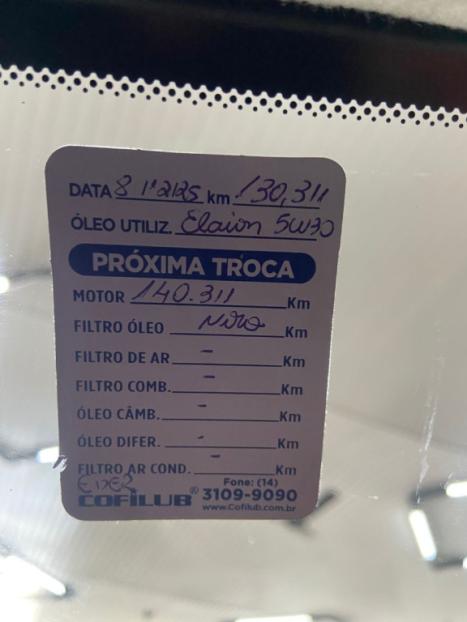 DATA 8 12 25 km 130,311
ÓLEO UTILIZ. Elaion 5W30
PRÓXIMA TROCA
MOTOR 140.311 Km
FILTRO ÓLEO Novo Km
FILTRO DE AR - Km
FILTRO COMB. - Km
ÓLEO CÂMB. - Km
ÓLEO DIFER. - Km
FILTRO AR COND. - Km
COFILUB® Fone: (14)
3109-9090
www.Cofilub.com.br